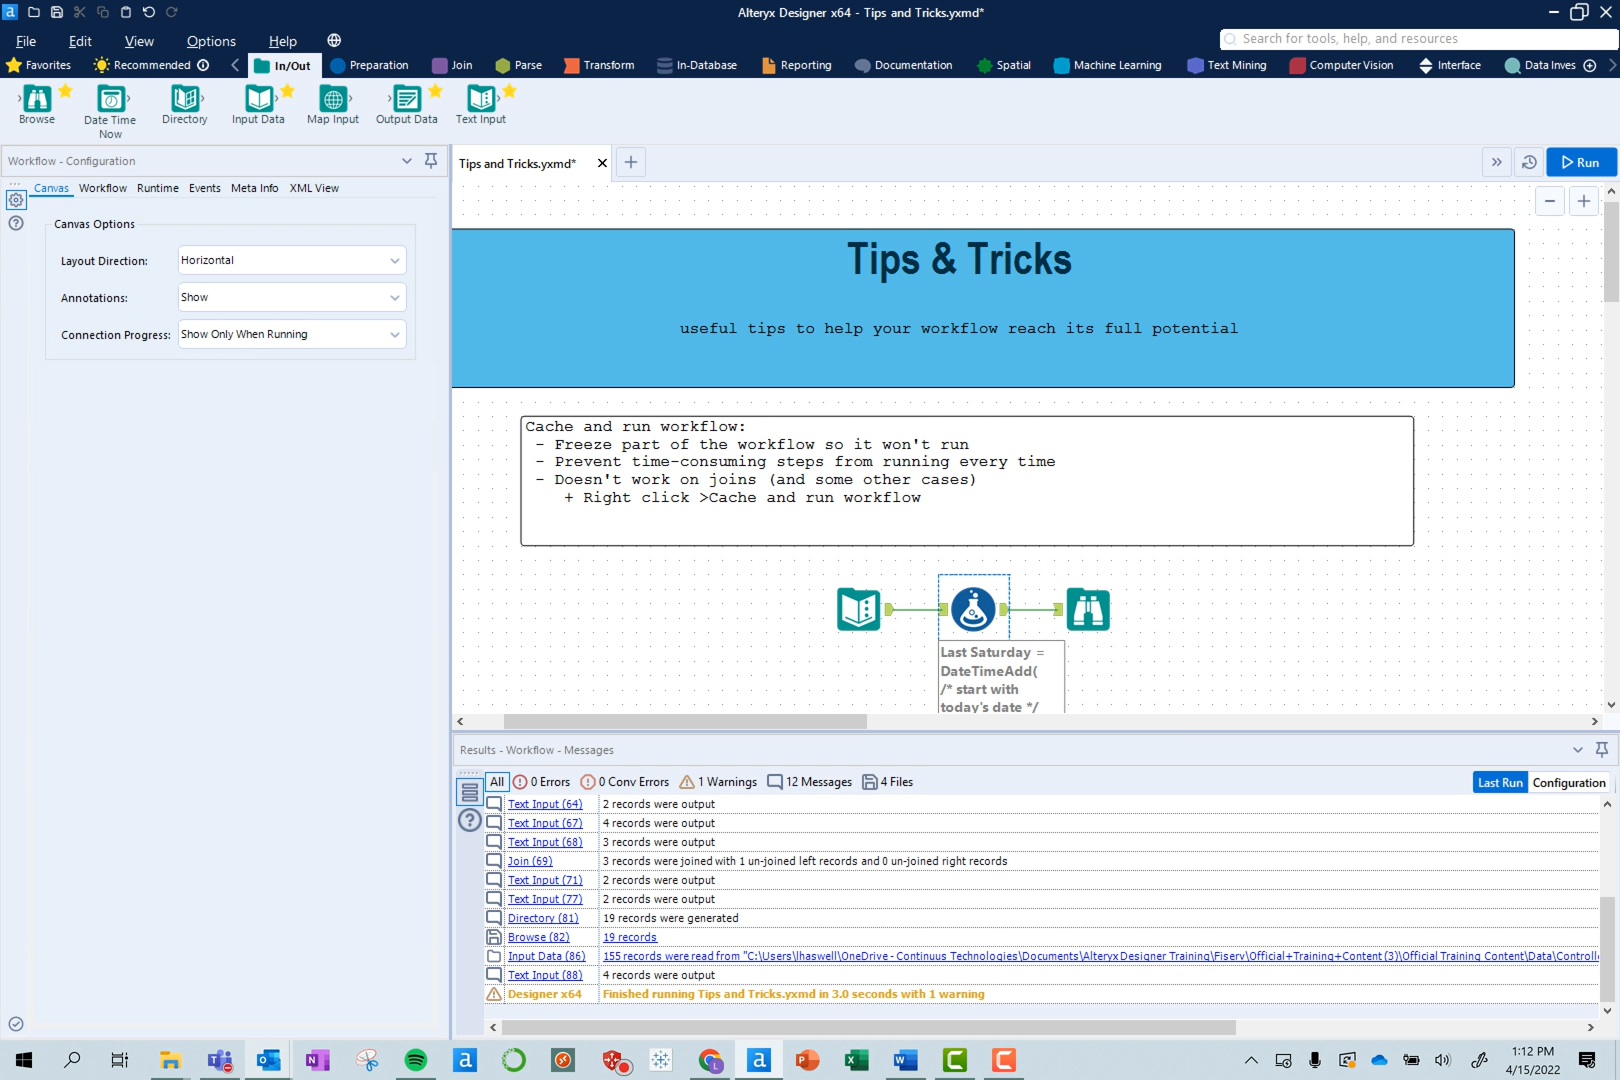 Alteryx Designer x64 - Tips and Tricks.yxmd*
File Edit View Options Help
Search for tools, help, and resources
Favorites Recommended In/Out Preparation Join Parse Transform In-Database Reporting Documentation Spatial Machine Learning Text Mining Computer Vision Interface Data Inves
Browse
Date Time
Now
Directory
Input Data
Map Input
Output Data
Text Input
Workflow - Configuration
Canvas Workflow Runtime Events Meta Info XML View
Canvas Options
Layout Direction: Horizontal
Annotations: Show
Connection Progress: Show Only When Running
Tips and Tricks.yxmd*
Run
Tips & Tricks
useful tips to help your workflow reach its full potential
Cache and run workflow:
- Freeze part of the workflow so it won't run
- Prevent time-consuming steps from running every time
- Doesn't work on joins (and some other cases)
+ Right click >Cache and run workflow
Last Saturday =
DateTimeAdd(
/* start with
today's date */
Results - Workflow - Messages
All 0 Errors 0 Conv Errors 1 Warnings 12 Messages 4 Files Last Run Configuration
Text Input (64) 2 records were output
Text Input (67) 4 records were output
Text Input (68) 3 records were output
Join (69) 3 records were joined with 1 un-joined left records and 0 un-joined right records
Text Input (71) 2 records were output
Text Input (77) 2 records were output
Directory (81) 19 records were generated
Browse (82) 19 records
Input Data (86) 155 records were read from "C:\Users\lhaswell\OneDrive - Continuus Technologies\Documents\Alteryx Designer Training\Fiserv\Official+Training+Content (3)\Official Training Content\Data\Controll
Text Input (88) 4 records were output
Designer x64 Finished running Tips and Tricks.yxmd in 3.0 seconds with 1 warning
1:12 PM
4/15/2022